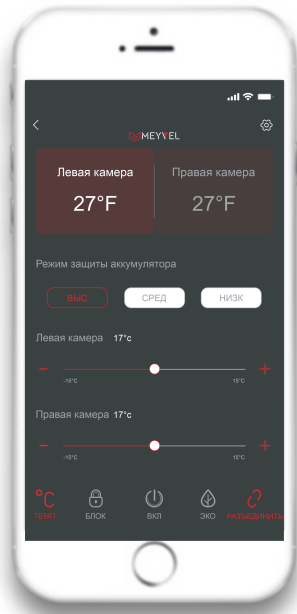 MEYVEL
Левая камера Правая камера
27°F 27°F
Режим защиты аккумулятора
ВЫС СРЕД НИЗК
Левая камера 17°c
− +
-15°C 15°C
Правая камера 17°c
− +
-15°C 15°C
°C
ТЕМП БЛОК ВКЛ ЭКО РАЗЪЕДИНИТЬ